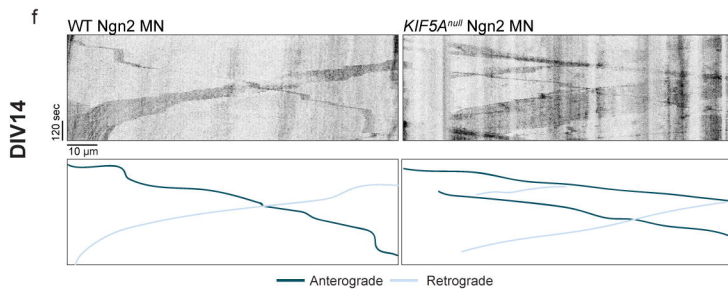 f
WT Ngn2 MN
KIF5Anull Ngn2 MN
DIV14
120 sec
10 µm
Anterograde
Retrograde